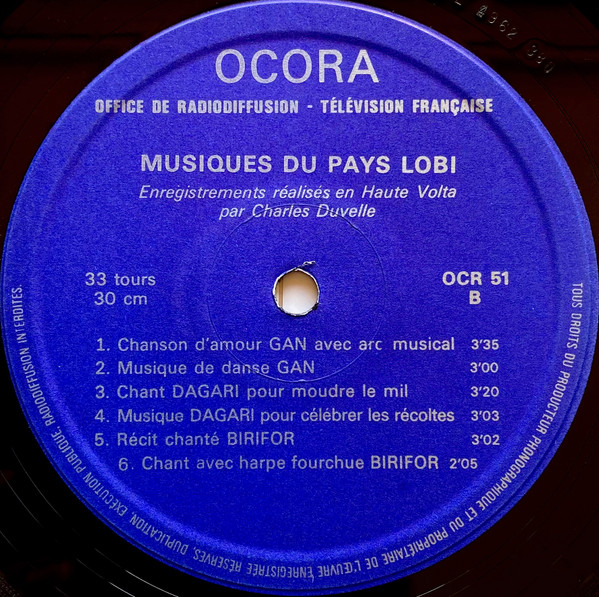 OCORA
OFFICE DE RADIODIFFUSION - TÉLÉVISION FRANÇAISE
MUSIQUES DU PAYS LOBI
Enregistrements réalisés en Haute Volta
par Charles Duvelle
33 tours
30 cm
OCR 51
B
1. Chanson d'amour GAN avec arc musical 3'35
2. Musique de danse GAN 3'00
3. Chant DAGARI pour moudre le mil 3'20
4. Musique DAGARI pour célébrer les récoltes 3'03
5. Récit chanté BIRIFOR 3'02
6. Chant avec harpe fourchue BIRIFOR 2'05
TOUS DROITS DU PRODUCTEUR PHONOGRAPHIQUE ET DU PROPRIÉTAIRE DE L'ŒUVRE ENREGISTRÉE RÉSERVÉS, DUPLICATION, EXÉCUTION PUBLIQUE, RADIODIFFUSION INTERDITES.